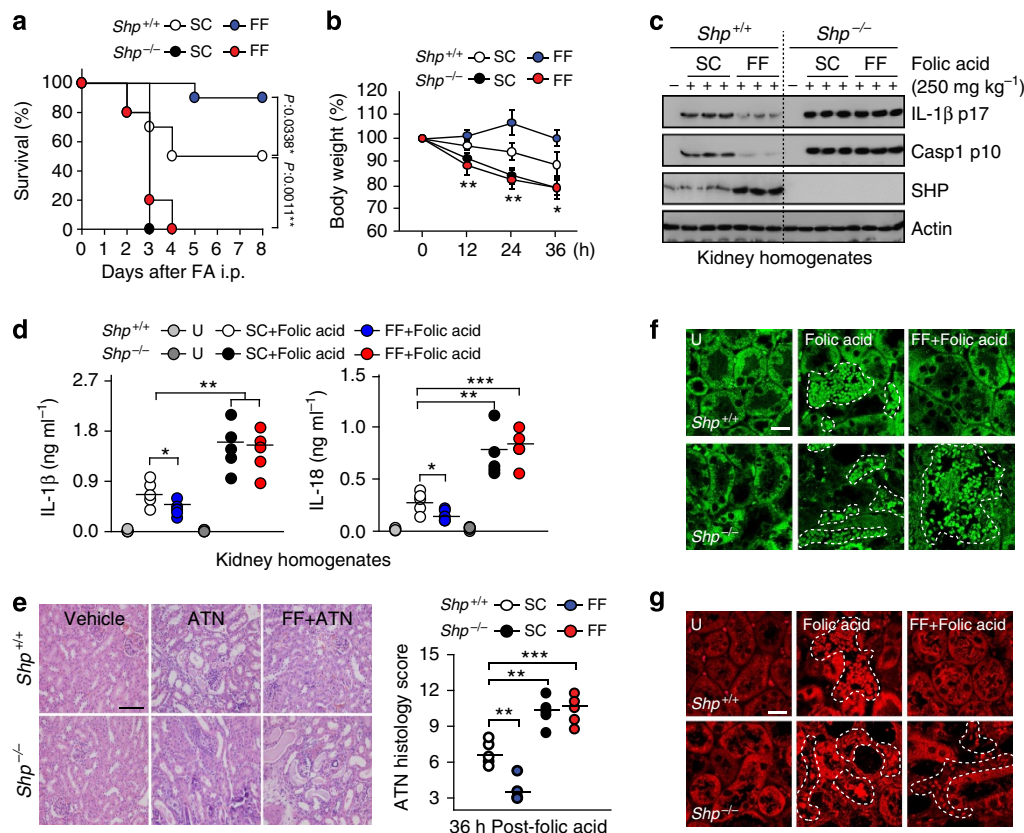 a
Shp+/+ SC FF
Shp−/− SC FF
100
80
60
40
20
0
Survival (%)
0 1 2 3 4 5 6 7 8
Days after FA i.p.
P:0.0338*
P:0.0011**
b
Shp+/+ SC FF
Shp−/− SC FF
120
110
100
90
80
70
60
Body weight (%)
** ** *
0 12 24 36 (h)
c
Shp+/+ Shp−/−
SC FF SC FF Folic acid
− + + + + + + − + + + + + + (250 mg kg−1)
IL-1β p17
Casp1 p10
SHP
Actin
Kidney homogenates
d
Shp+/+ U SC+Folic acid FF+Folic acid
Shp−/− U SC+Folic acid FF+Folic acid
2.7
1.8
0.9
0.0
IL-1β (ng ml−1)
**
*
1.5
1.0
0.5
0.0
IL-18 (ng ml−1)
***
**
*
Kidney homogenates
e
Vehicle ATN FF+ATN
Shp+/+
Shp−/−
Shp+/+ SC FF
Shp−/− SC FF
15
12
9
6
3
ATN histology score
***
**
**
36 h Post-folic acid
f
U Folic acid FF+Folic acid
Shp+/+
Shp−/−
g
U Folic acid FF+Folic acid
Shp+/+
Shp−/−